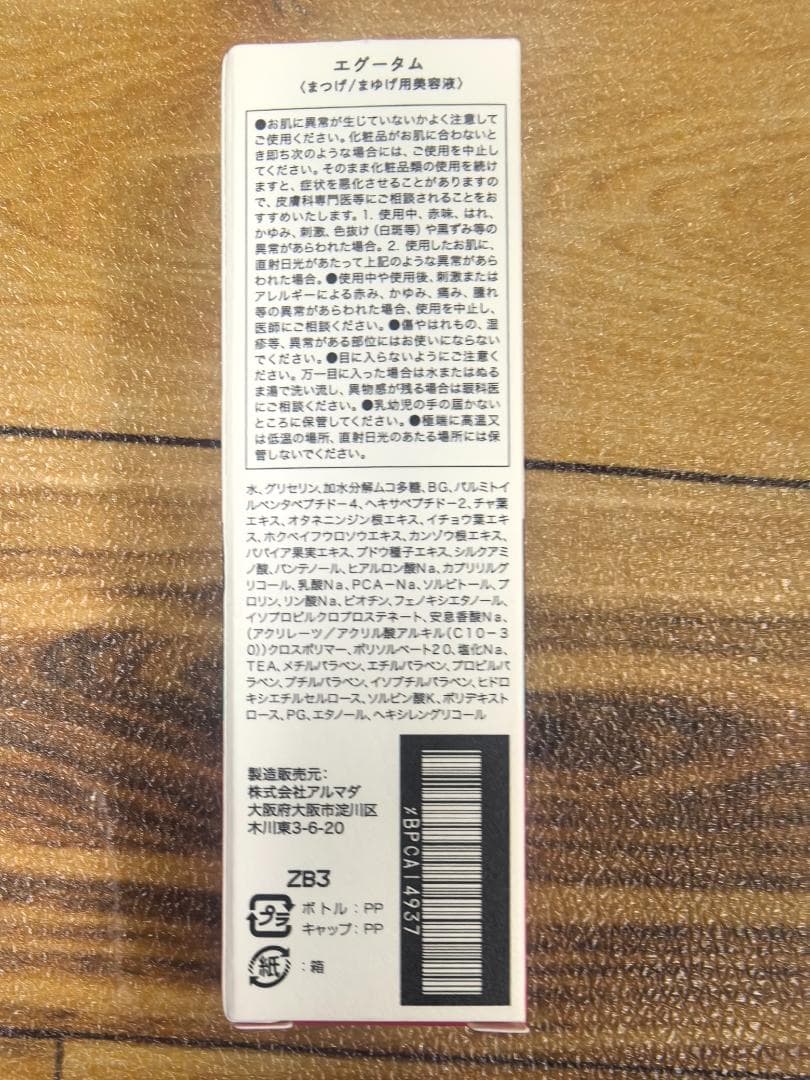 エグータム
〈まつげ/まゆげ用美容液〉
●お肌に異常が生じていないかよく注意して
ご使用ください。化粧品がお肌に合わないと
き即ち次のような場合には、ご使用を中止し
てください。そのまま化粧品類の使用を続け
ますと、症状を悪化させることがありますの
で、皮膚科専門医等にご相談されることをお
すすめいたします。1. 使用中、赤味、はれ、
かゆみ、刺激、色抜け(白斑等)や黒ずみ等の
異常があらわれた場合。2. 使用したお肌に、
直射日光があたって上記のような異常があら
われた場合。●使用中や使用後、刺激または
アレルギーによる赤み、かゆみ、痛み、腫れ
等の異常があらわれた場合、使用を中止し、
医師にご相談ください。●傷やはれもの、湿
疹等、異常がある部位にはお使いにならない
でください。●目に入らないようにご注意く
ださい。万一目に入った場合は水またはぬる
ま湯で洗い流し、異物感が残る場合は眼科医
にご相談ください。●乳幼児の手の届かない
ところに保管してください。●極端に高温又
は低温の場所、直射日光のあたる場所には保
管しないでください。
水、グリセリン、加水分解ムコ多糖、BG、パルミトイ
ルペンタペプチドー4、ヘキサペプチドー2、チャ葉
エキス、オタネニンジン根エキス、イチョウ葉エキ
ス、ホクベイフウロソウエキス、カンゾウ根エキス、
パパイア果実エキス、ブドウ種子エキス、シルクアミ
ノ酸、パンテノール、ヒアルロン酸Na、カプリリルグ
リコール、乳酸Na、PCA－Na、ソルビトール、プ
ロリン、リン酸Na、ビオチン、フェノキシエタノール、
イソプロピルクロプロステネート、安息香酸Na、
(アクリレーツ／アクリル酸アルキル(C10－3
0))クロスポリマー、ポリソルベート20、塩化Na、
TEA、メチルパラベン、エチルパラベン、プロピルパ
ラベン、ブチルパラベン、イソブチルパラベン、ヒドロ
キシエチルセルロース、ソルビン酸K、ポリデキスト
ロース、PG、エタノール、ヘキシレングリコール
製造販売元：
株式会社アルマダ
大阪府大阪市淀川区
木川東3-6-20
ZB3
プラ
ボトル：PP
キャップ：PP
紙
：箱
%BPCA14937